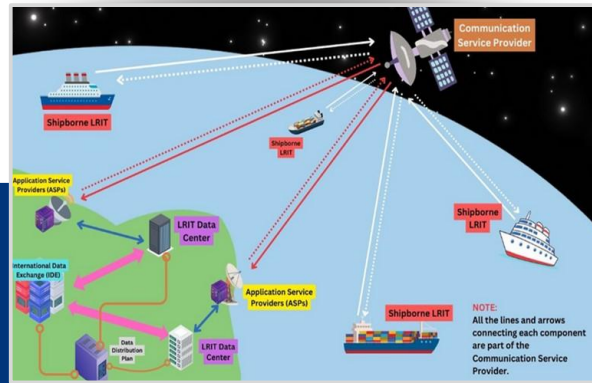 Communication
Service Provider
Shipborne LRIT
Shipborne
LRIT
Application Service
Providers (ASPs)
LRIT Data
Center
Shipborne
LRIT
International Data
Exchange (IDE)
Application Service
Providers (ASPs)
Shipborne LRIT
Data
Distribution
Plan
LRIT Data
Center
NOTE:
All the lines and arrows
connecting each component
are part of the
Communication Service
Provider.